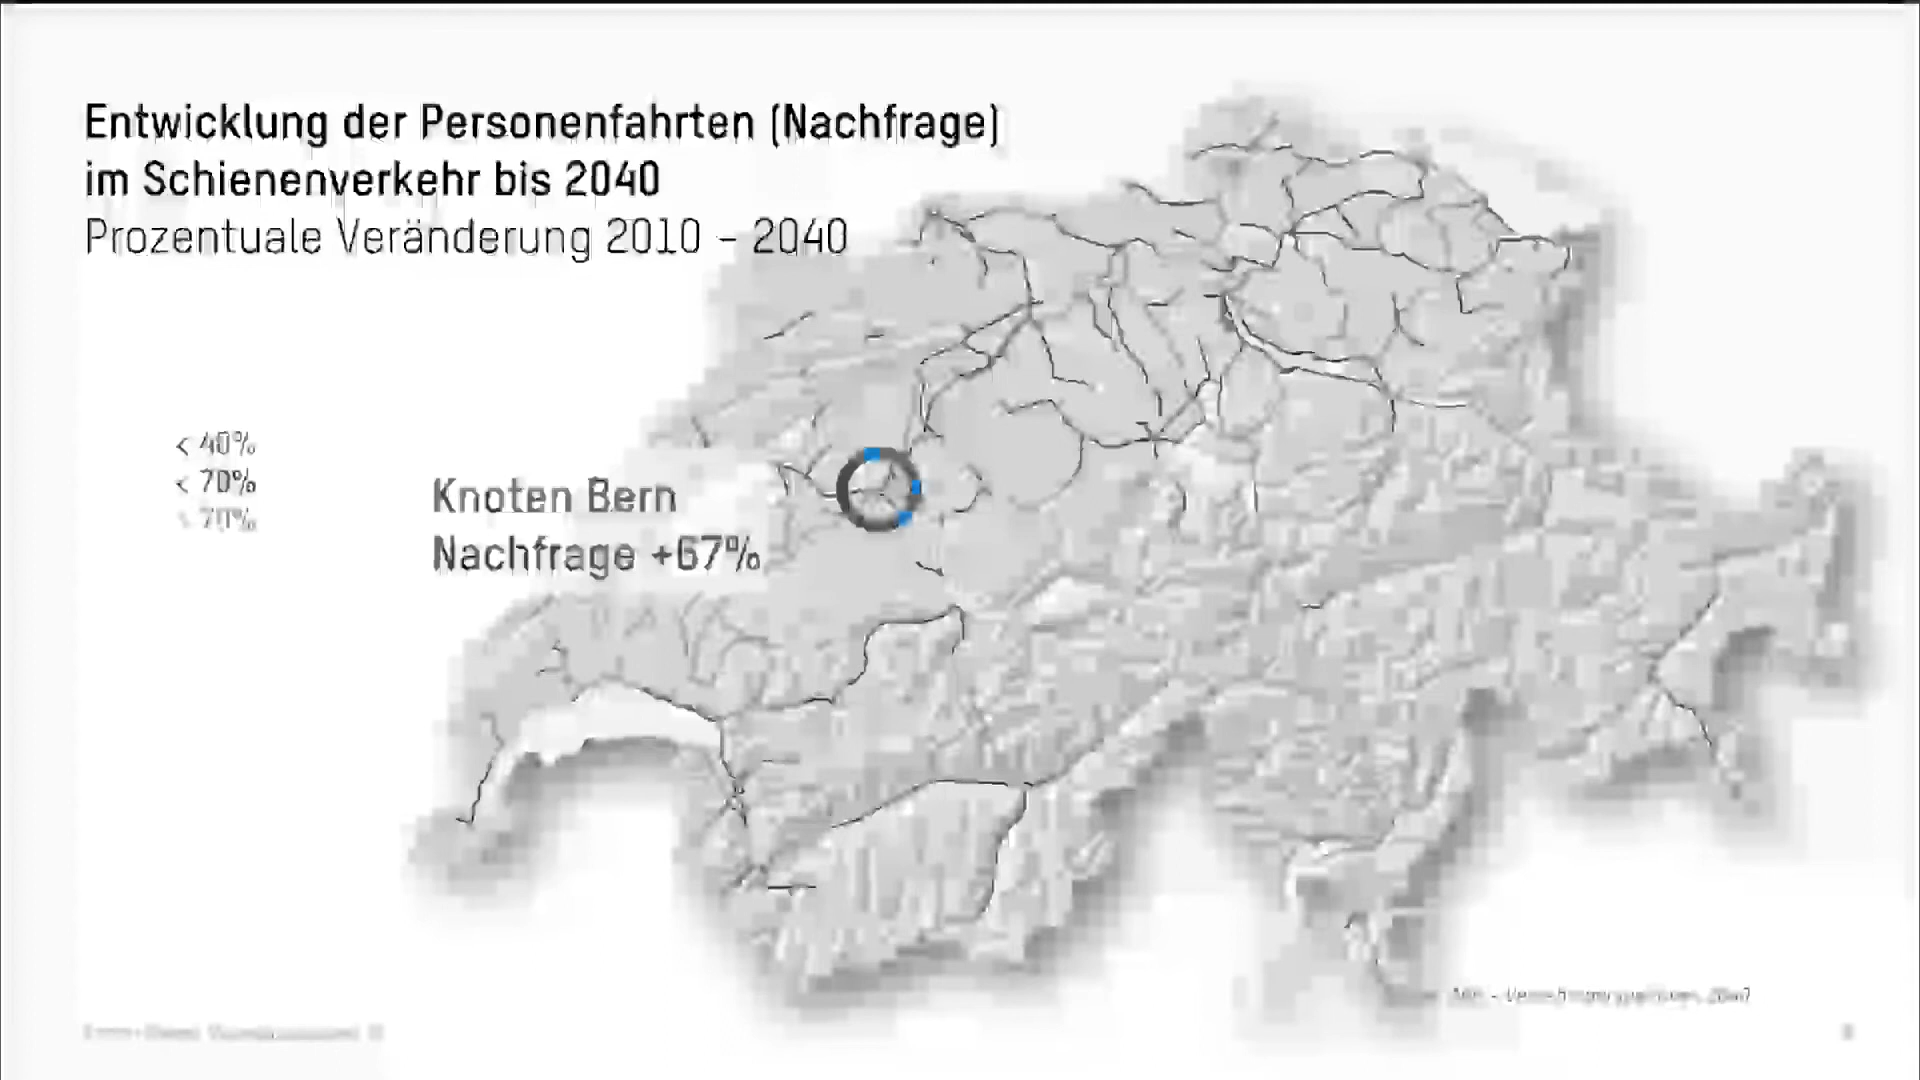 Entwicklung der Personenfahrten (Nachfrage)
im Schienenverkehr bis 2040
Prozentuale Veränderung 2010 – 2040
< 40%
< 70%
Knoten Bern
Nachfrage +67%